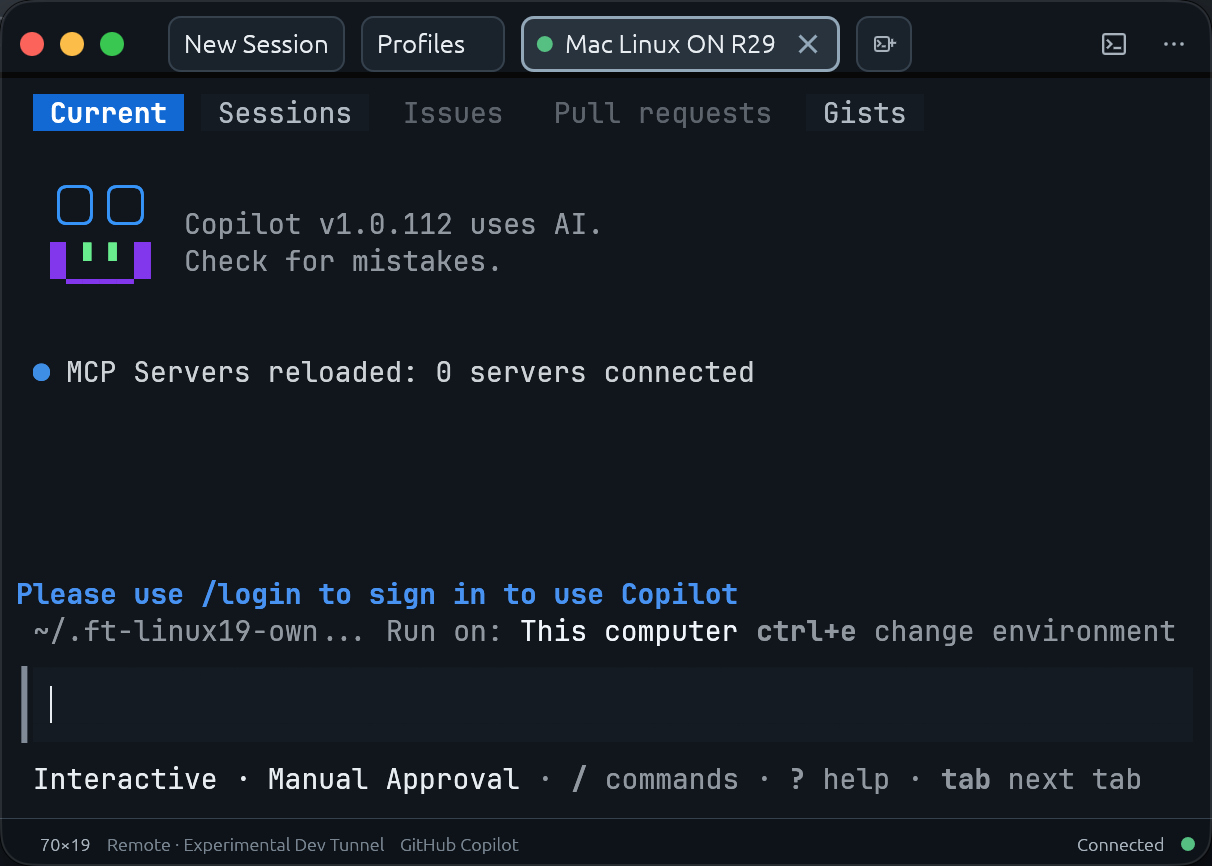 New Session Profiles Mac Linux ON R29
Current Sessions Issues Pull requests Gists
Copilot v1.0.112 uses AI.
Check for mistakes.
MCP Servers reloaded: 0 servers connected
Please use /login to sign in to use Copilot
~/.ft-linux19-own... Run on: This computer ctrl+e change environment
Interactive · Manual Approval · / commands · ? help · tab next tab
70×19 Remote · Experimental Dev Tunnel GitHub Copilot Connected